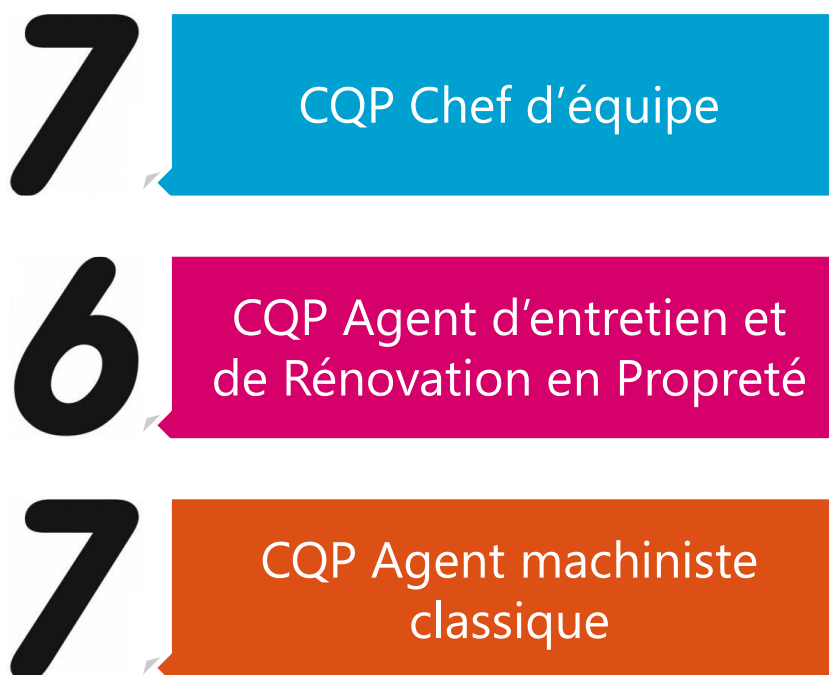 7
CQP Chef d’équipe
6
CQP Agent d’entretien et
de Rénovation en Propreté
7
CQP Agent machiniste
classique